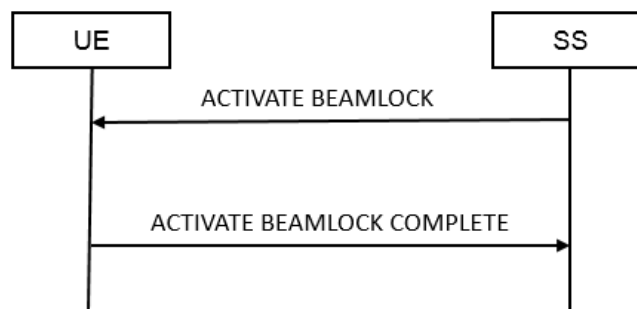 UE
SS
ACTIVATE BEAMLOCK
ACTIVATE BEAMLOCK COMPLETE